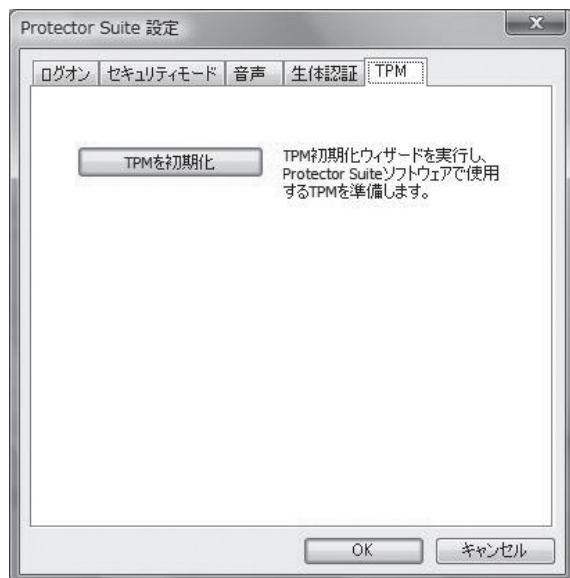 Protector Suite 設定
X
ログオン セキュリティモード 音声 生体認証 TPM
TPMを初期化
TPM初期化ウィザードを実行し、
Protector Suiteソフトウェアで使用
するTPMを準備します。
OK キャンセル